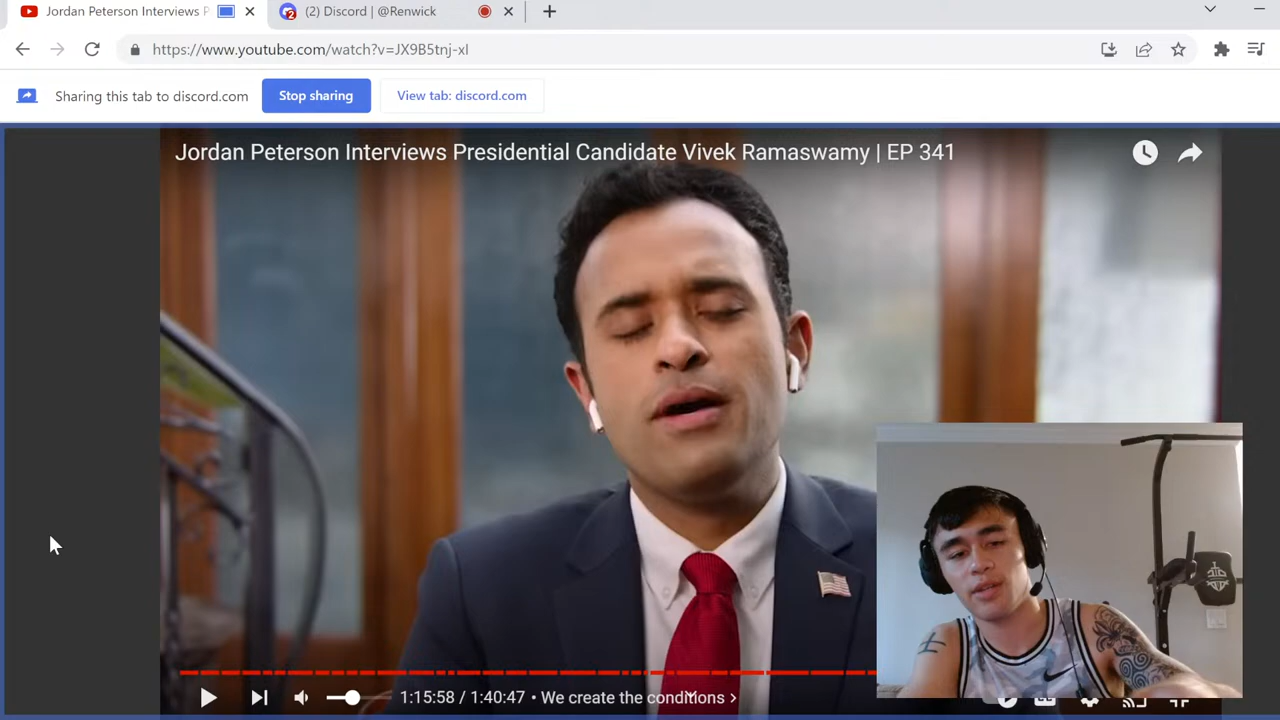 Jordan Peterson Interviews P
(2) Discord | @Renwick
https://www.youtube.com/watch?v=JX9B5tnj-xI
Sharing this tab to discord.com
Stop sharing
View tab: discord.com
Jordan Peterson Interviews Presidential Candidate Vivek Ramaswamy | EP 341
1:15:58 / 1:40:47 • We create the conditions >